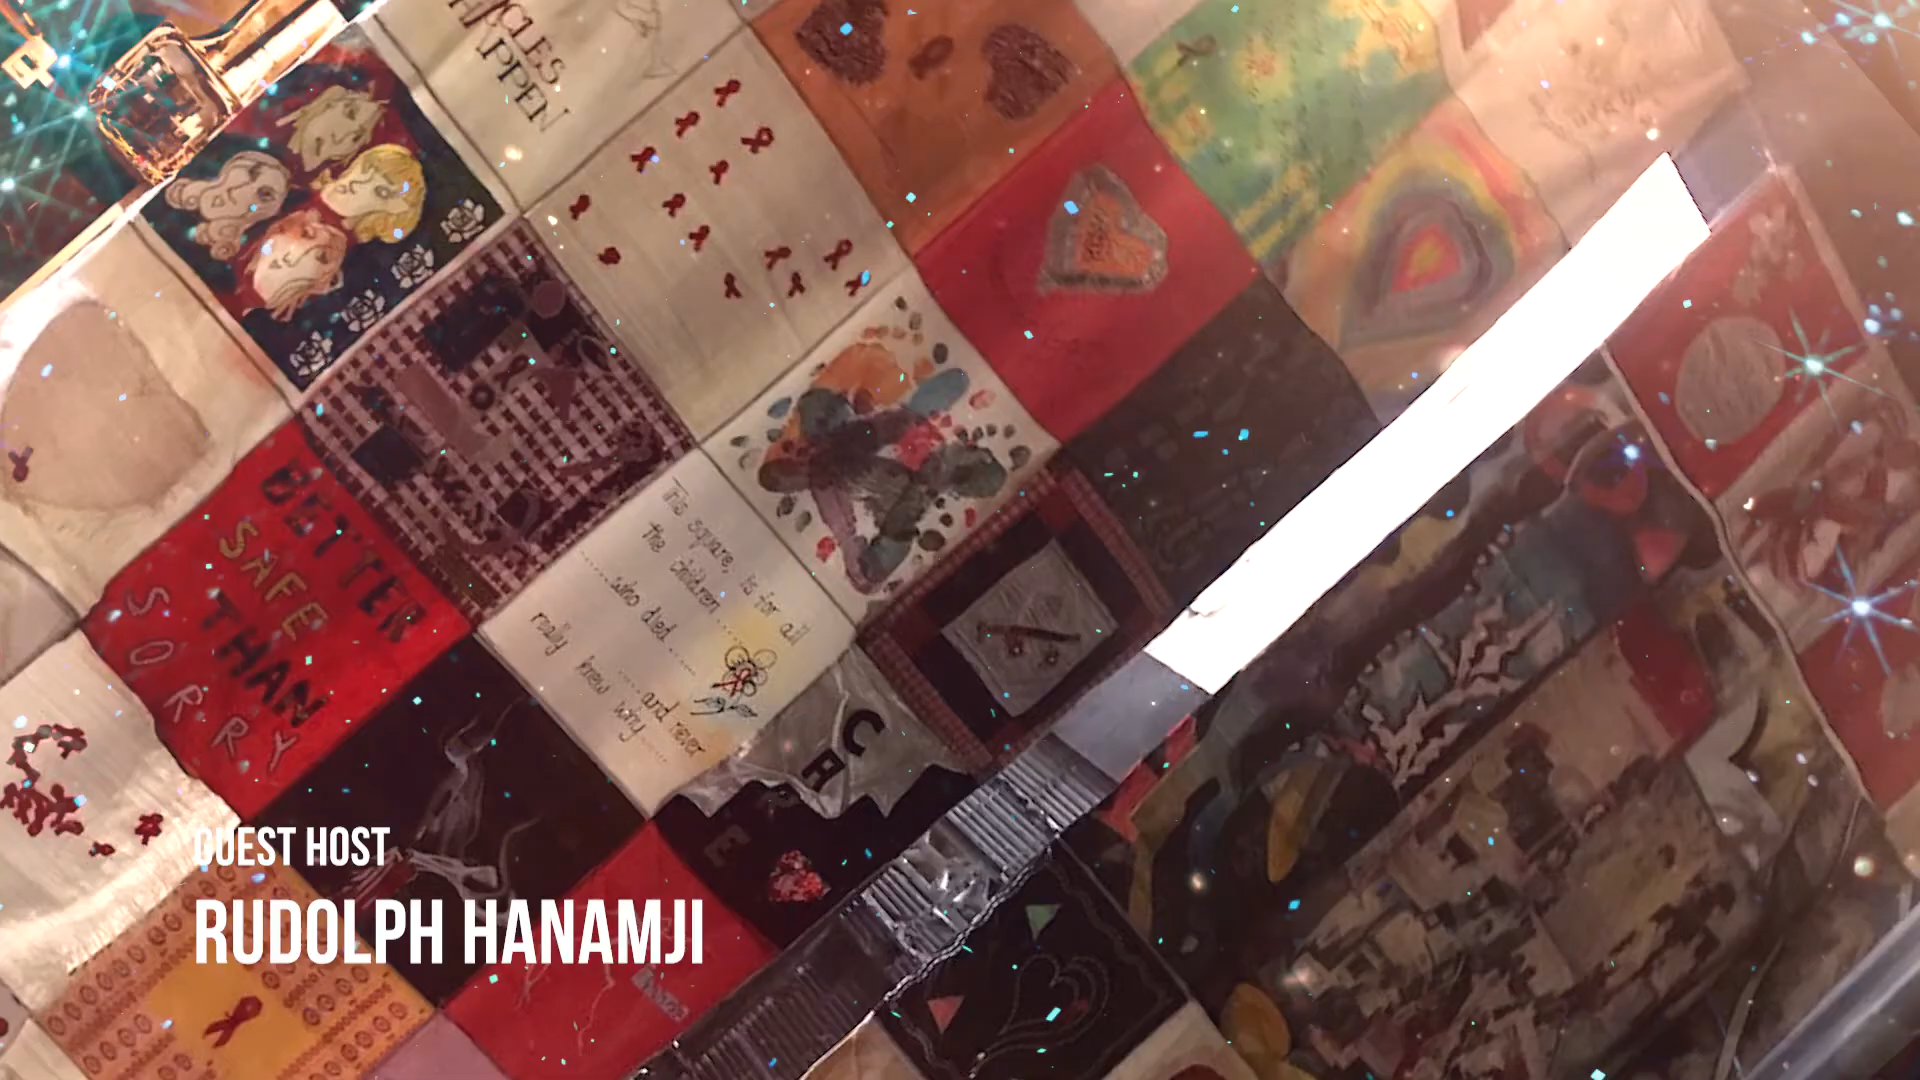 HAPPEN
BETTER
SAFE
THAN
SORRY
This square, is for all
the children
who died
and never
really knew
why
GUEST HOST
RUDOLPH HANAMJI